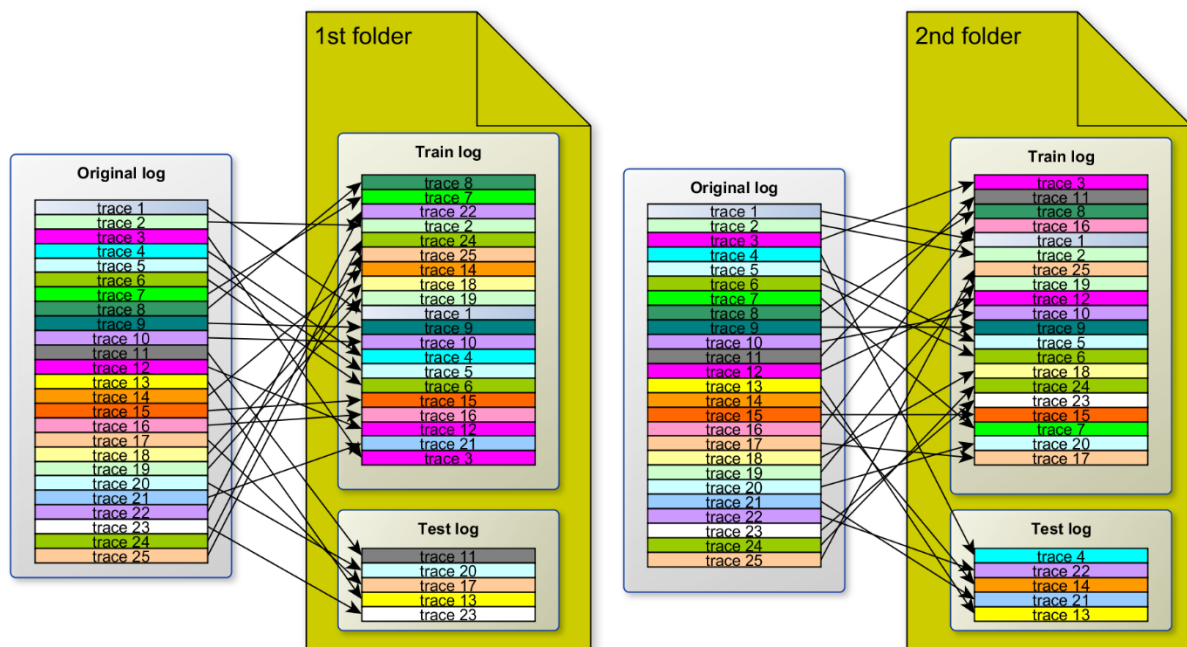 1st folder
Original log
trace 1
trace 2
trace 3
trace 4
trace 5
trace 6
trace 7
trace 8
trace 9
trace 10
trace 11
trace 12
trace 13
trace 14
trace 15
trace 16
trace 17
trace 18
trace 19
trace 20
trace 21
trace 22
trace 23
trace 24
trace 25
Train log
trace 8
trace 7
trace 22
trace 2
trace 24
trace 25
trace 14
trace 18
trace 19
trace 1
trace 9
trace 10
trace 4
trace 5
trace 6
trace 15
trace 16
trace 12
trace 21
trace 3
Test log
trace 11
trace 20
trace 17
trace 13
trace 23
2nd folder
Original log
trace 1
trace 2
trace 3
trace 4
trace 5
trace 6
trace 7
trace 8
trace 9
trace 10
trace 11
trace 12
trace 13
trace 14
trace 15
trace 16
trace 17
trace 18
trace 19
trace 20
trace 21
trace 22
trace 23
trace 24
trace 25
Train log
trace 3
trace 11
trace 8
trace 16
trace 1
trace 2
trace 25
trace 19
trace 12
trace 10
trace 9
trace 5
trace 6
trace 18
trace 24
trace 23
trace 15
trace 7
trace 20
trace 17
Test log
trace 4
trace 22
trace 14
trace 21
trace 13